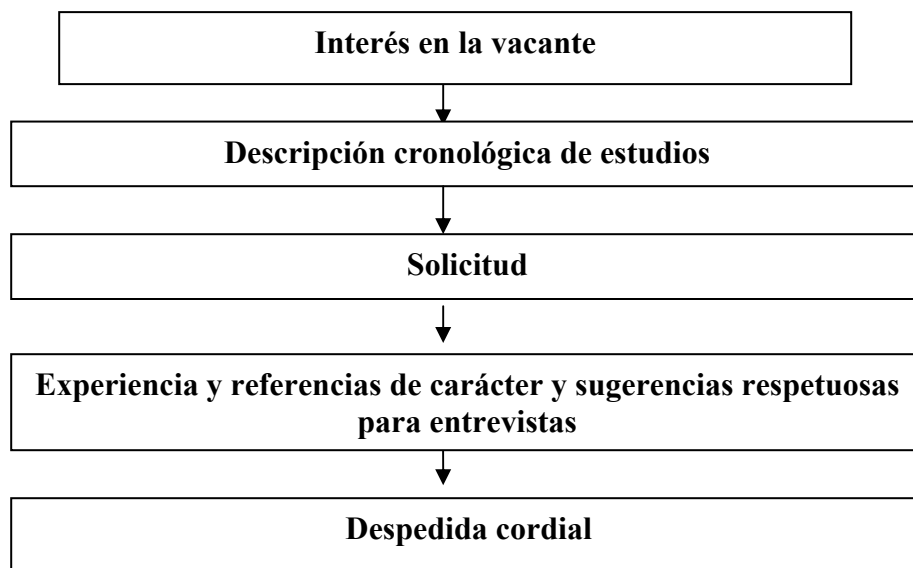 Interés en la vacante
Descripción cronológica de estudios
Solicitud
Experiencia y referencias de carácter y sugerencias respetuosas
para entrevistas
Despedida cordial